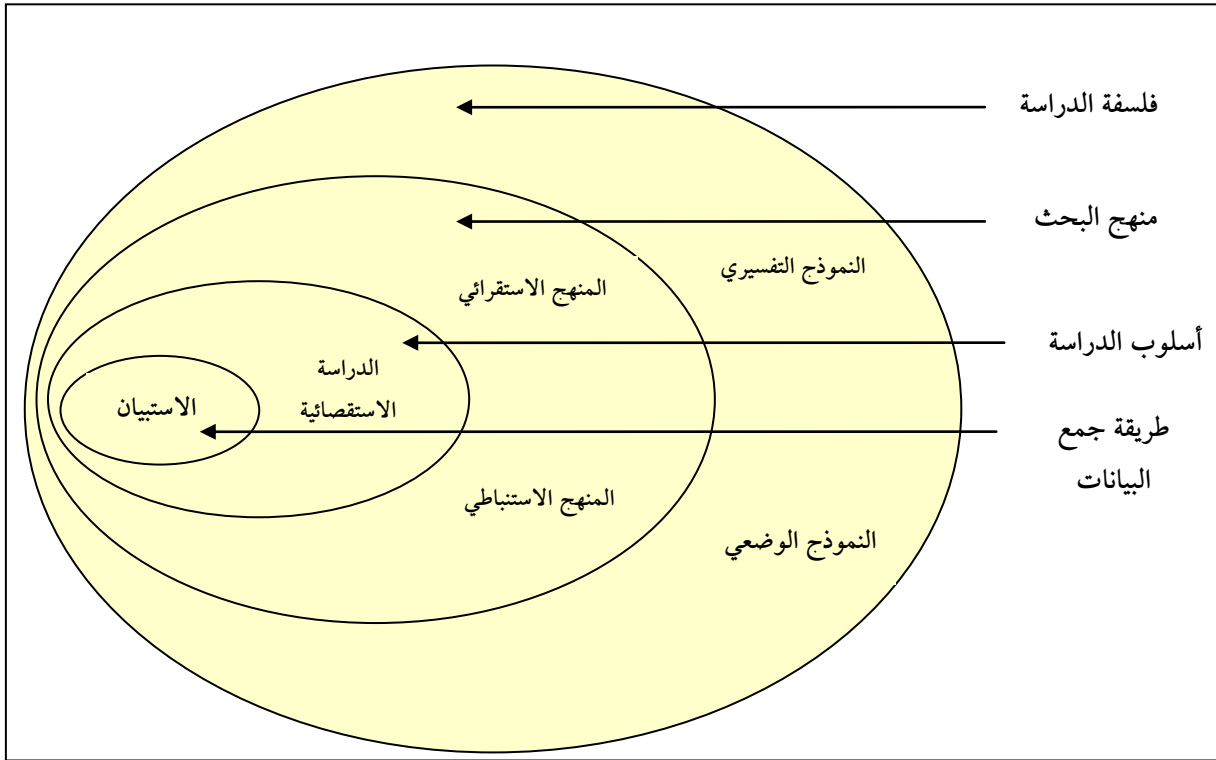 فلسفة الدراسة
منهج البحث
النموذج التفسيري
المنهج الاستقرائي
أسلوب الدراسة
الدراسة
الاستقصائية
الاستبيان
طريقة جمع
البيانات
المنهج الاستنباطي
النموذج الوضعي